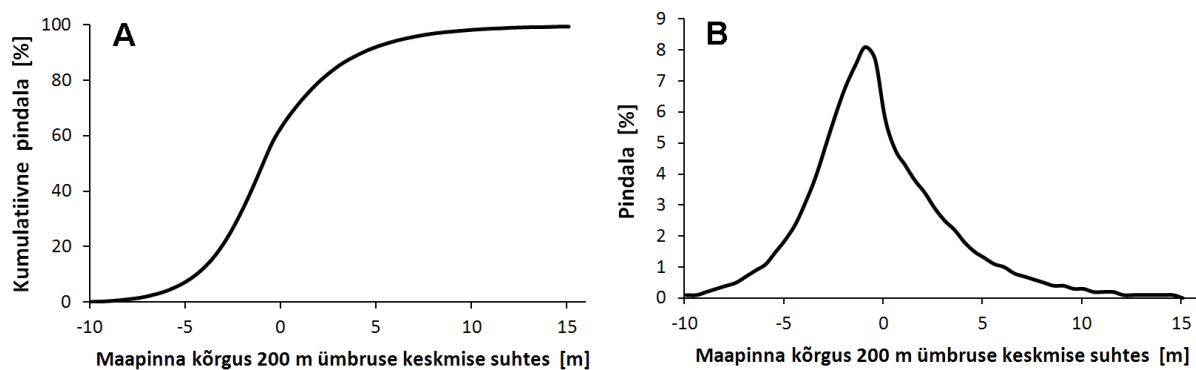 A
Kumulatiivne pindala [%]
100
80
60
40
20
0
-10 -5 0 5 10 15
Maapinna kõrgus 200 m ümbruse keskmise suhtes [m]
B
Pindala [%]
9
8
7
6
5
4
3
2
1
0
-10 -5 0 5 10 15
Maapinna kõrgus 200 m ümbruse keskmise suhtes [m]